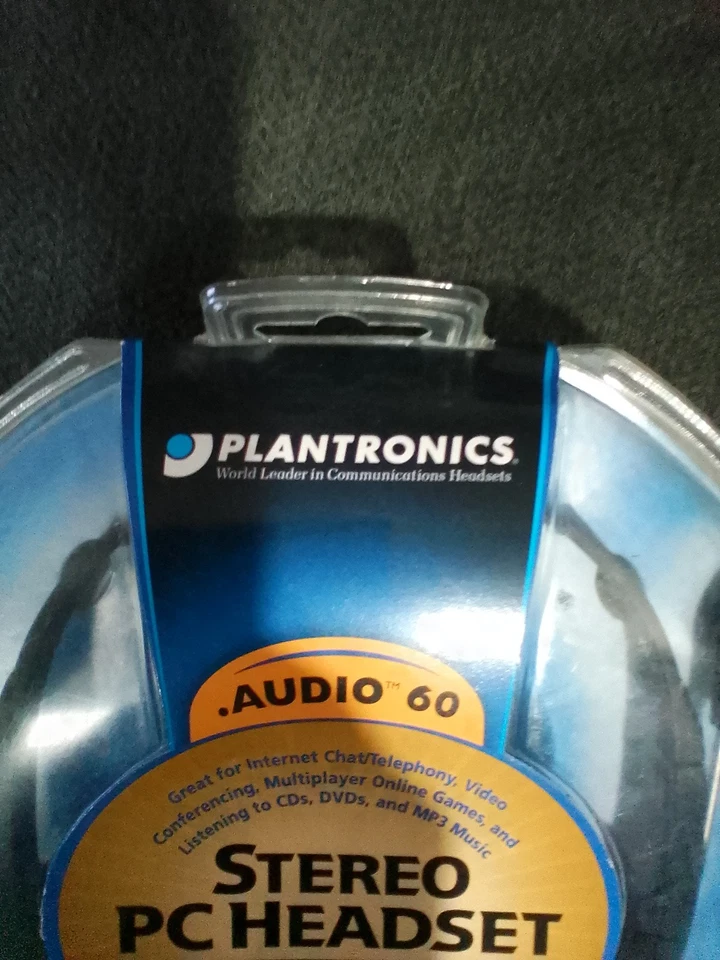 PLANTRONICS®
World Leader in Communications Headsets
.AUDIO™ 60
Great for Internet Chat/Telephony, Video
Conferencing, Multiplayer Online Games, and
Listening to CDs, DVDs, and MP3 Music
STEREO
PC HEADSET